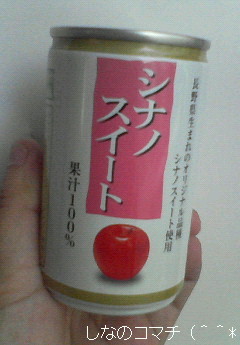 長野県生まれのオリジナル品種
シナノスイート使用
シナノ
スイート
果汁100%
しなのコマチ (^^*